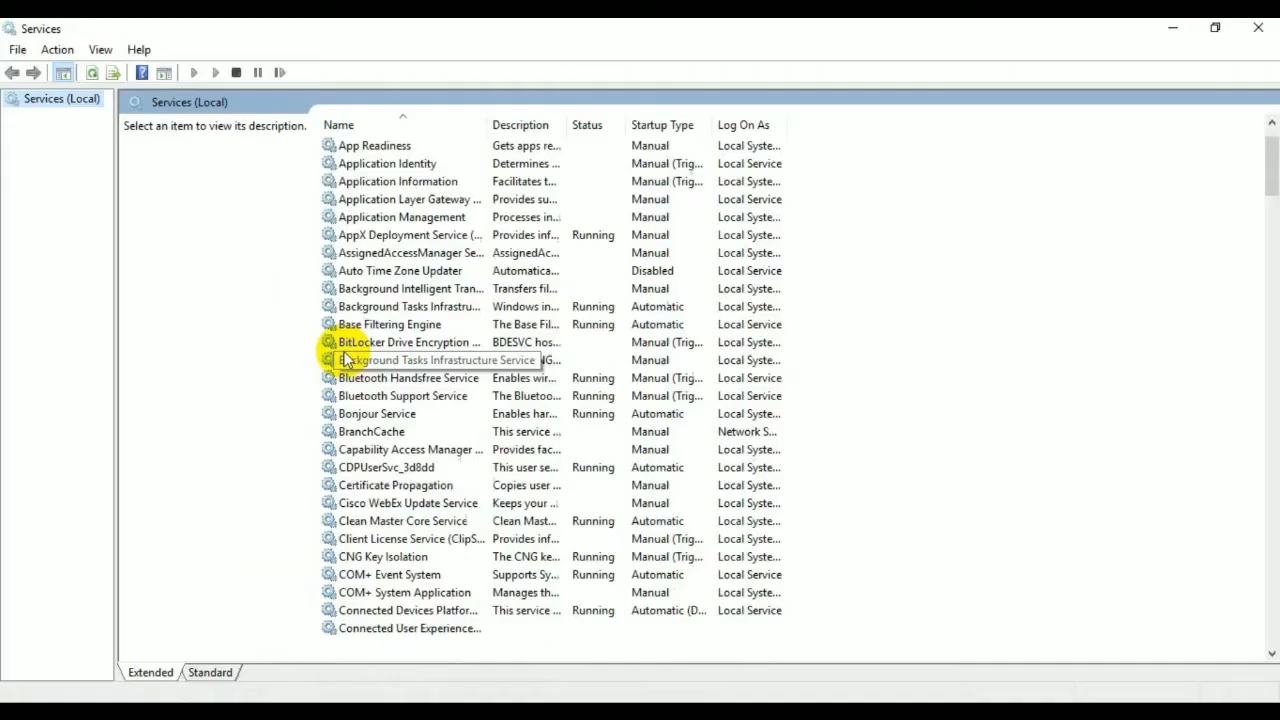 Services
File Action View Help
Services (Local)
Services (Local)
Select an item to view its description.
Name Description Status Startup Type Log On As
App Readiness Gets apps re... Manual Local Syste...
Application Identity Determines ... Manual (Trig... Local Service
Application Information Facilitates t... Manual (Trig... Local Syste...
Application Layer Gateway ... Provides su... Manual Local Service
Application Management Processes in... Manual Local Syste...
AppX Deployment Service (... Provides inf... Running Manual Local Syste...
AssignedAccessManager Se... AssignedAc... Manual Local Syste...
Auto Time Zone Updater Automatica... Disabled Local Service
Background Intelligent Tran... Transfers fil... Manual Local Syste...
Background Tasks Infrastru... Windows in... Running Automatic Local Syste...
Base Filtering Engine The Base Fil... Running Automatic Local Service
BitLocker Drive Encryption ... BDESVC hos... Manual (Trig... Local Syste...
Background Tasks Infrastructure Service NG... Manual Local Syste...
Bluetooth Handsfree Service Enables wir... Running Manual (Trig... Local Service
Bluetooth Support Service The Bluetoo... Running Manual (Trig... Local Service
Bonjour Service Enables har... Running Automatic Local Syste...
BranchCache This service ... Manual Network S...
Capability Access Manager ... Provides fac... Manual Local Syste...
CDPUserSvc_3d8dd This user se... Running Automatic Local Syste...
Certificate Propagation Copies user ... Manual Local Syste...
Cisco WebEx Update Service Keeps your ... Manual Local Syste...
Clean Master Core Service Clean Mast... Running Automatic Local Syste...
Client License Service (ClipS... Provides inf... Manual (Trig... Local Syste...
CNG Key Isolation The CNG ke... Running Manual (Trig... Local Syste...
COM+ Event System Supports Sy... Running Automatic Local Service
COM+ System Application Manages th... Manual Local Syste...
Connected Devices Platfor... This service ... Running Automatic (D... Local Service
Connected User Experience...
Extended Standard